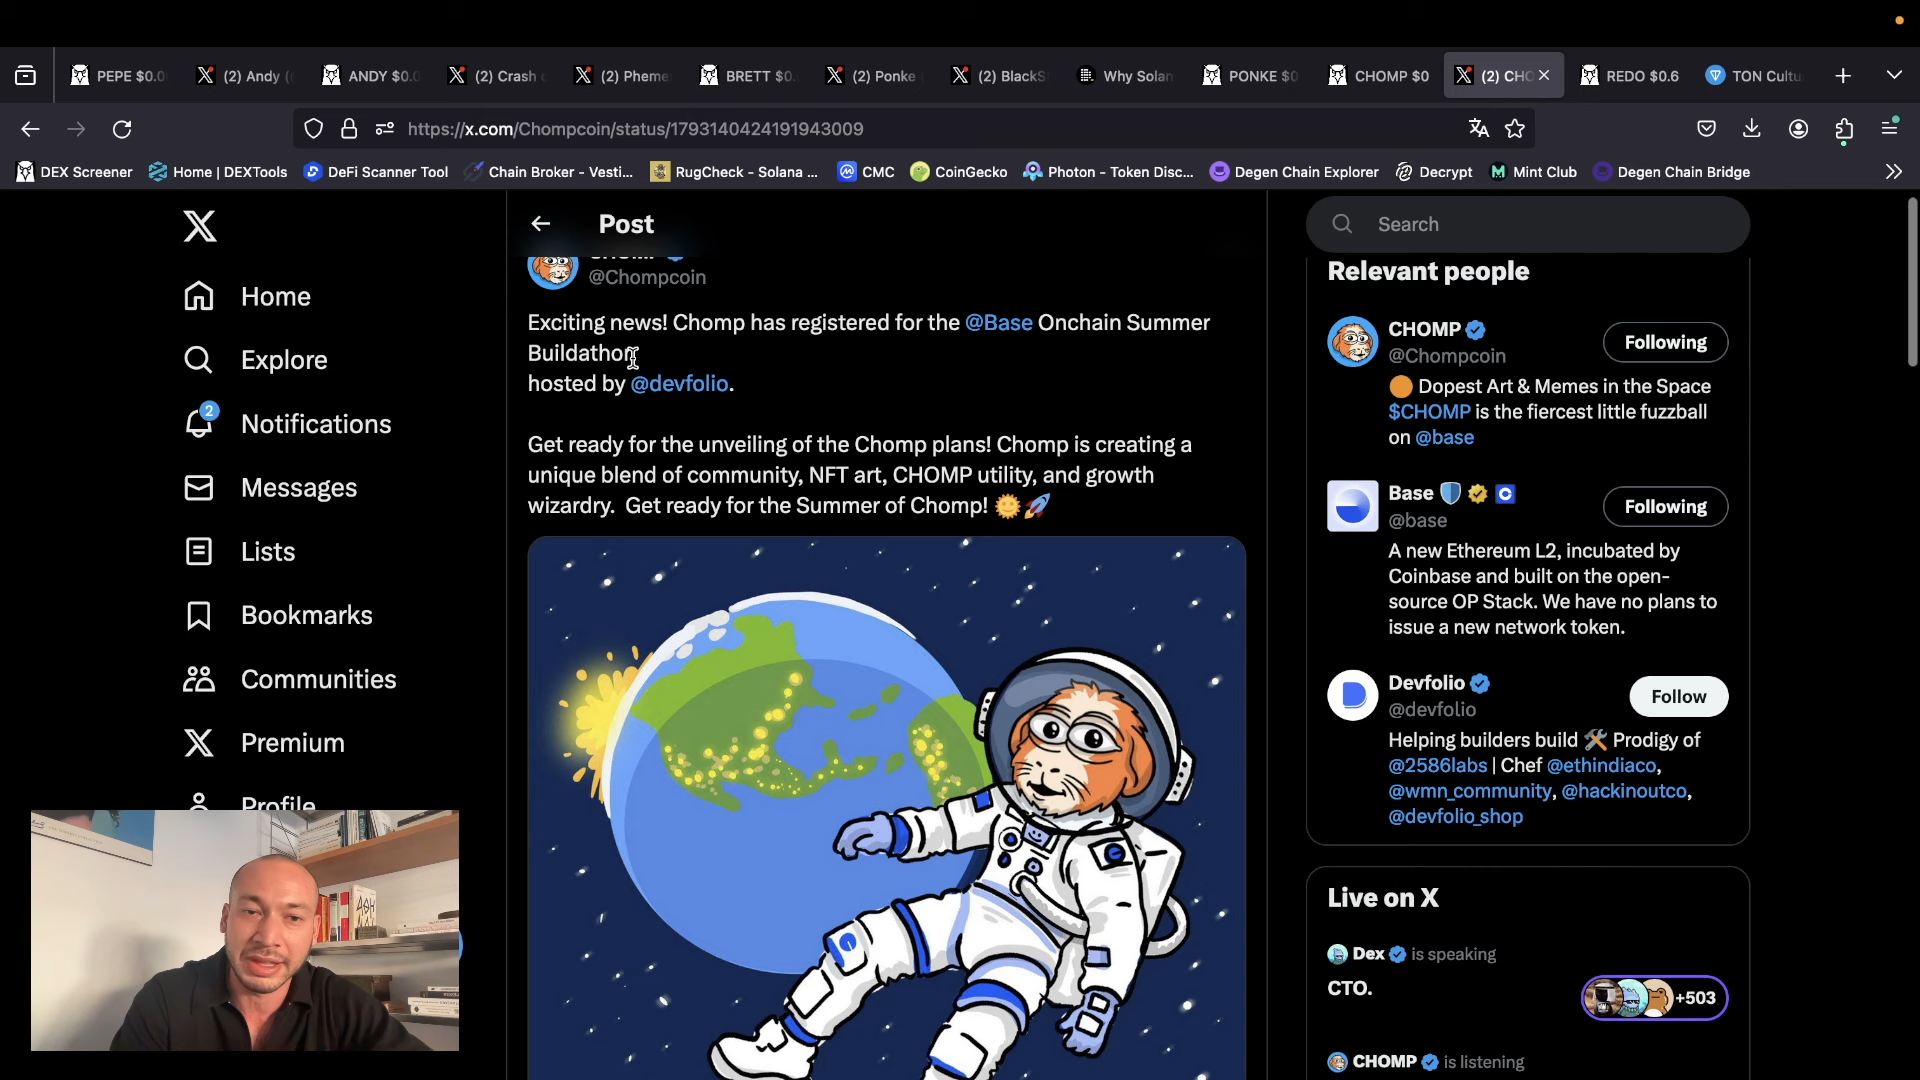 PEPE $0.0
(2) Andy (
ANDY $0.0
(2) Crash
(2) Pheme
BRETT $0.
(2) Ponke
(2) BlackS
Why Solan
PONKE $0
CHOMP $0
(2) CHO
REDO $0.6
TON Cultu
https://x.com/Chompcoin/status/1793140424191943009
DEX Screener
Home | DEXTools
DeFi Scanner Tool
Chain Broker - Vesti...
RugCheck - Solana ...
CMC
CoinGecko
Photon - Token Disc...
Degen Chain Explorer
Decrypt
Mint Club
Degen Chain Bridge
Home
Explore
2
Notifications
Messages
Lists
Bookmarks
Communities
Premium
Profile
Post
@Chompcoin
Exciting news! Chomp has registered for the @Base Onchain Summer
Buildathon
hosted by @devfolio.
Get ready for the unveiling of the Chomp plans! Chomp is creating a
unique blend of community, NFT art, CHOMP utility, and growth
wizardry. Get ready for the Summer of Chomp! 🌞🚀
Search
Relevant people
CHOMP
@Chompcoin
Following
🟠 Dopest Art & Memes in the Space
$CHOMP is the fiercest little fuzzball
on @base
Base 🛡️
@base
Following
A new Ethereum L2, incubated by
Coinbase and built on the open-
source OP Stack. We have no plans to
issue a new network token.
Devfolio
@devfolio
Follow
Helping builders build 🛠️ Prodigy of
@2586labs | Chef @ethindiaco,
@wmn_community, @hackinoutco,
@devfolio_shop
Live on X
Dex is speaking
CTO.
+503
CHOMP is listening